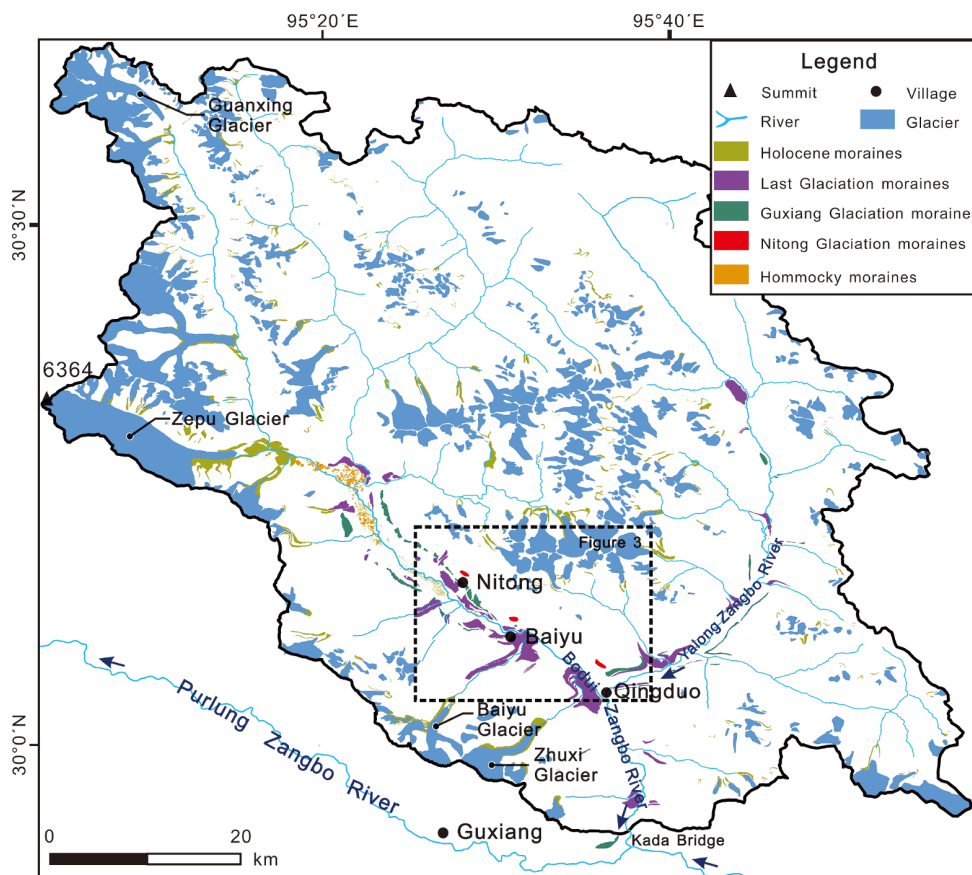 95°20´E
95°40´E
Legend
Summit
Village
River
Glacier
Holocene moraines
Last Glaciation moraines
Guxiang Glaciation moraine
Nitong Glaciation moraines
Hommocky moraines
Guanxing
Glacier
30°30´N
6364
Zepu Glacier
Figure 3
Nitong
Baiyu
Yalong Zangbo River
Qingduo
Bodui Zangbo River
Baiyu
Glacier
Purlung Zangbo River
30°0´N
Zhuxi
Glacier
Guxiang
Kada Bridge
0
20
km